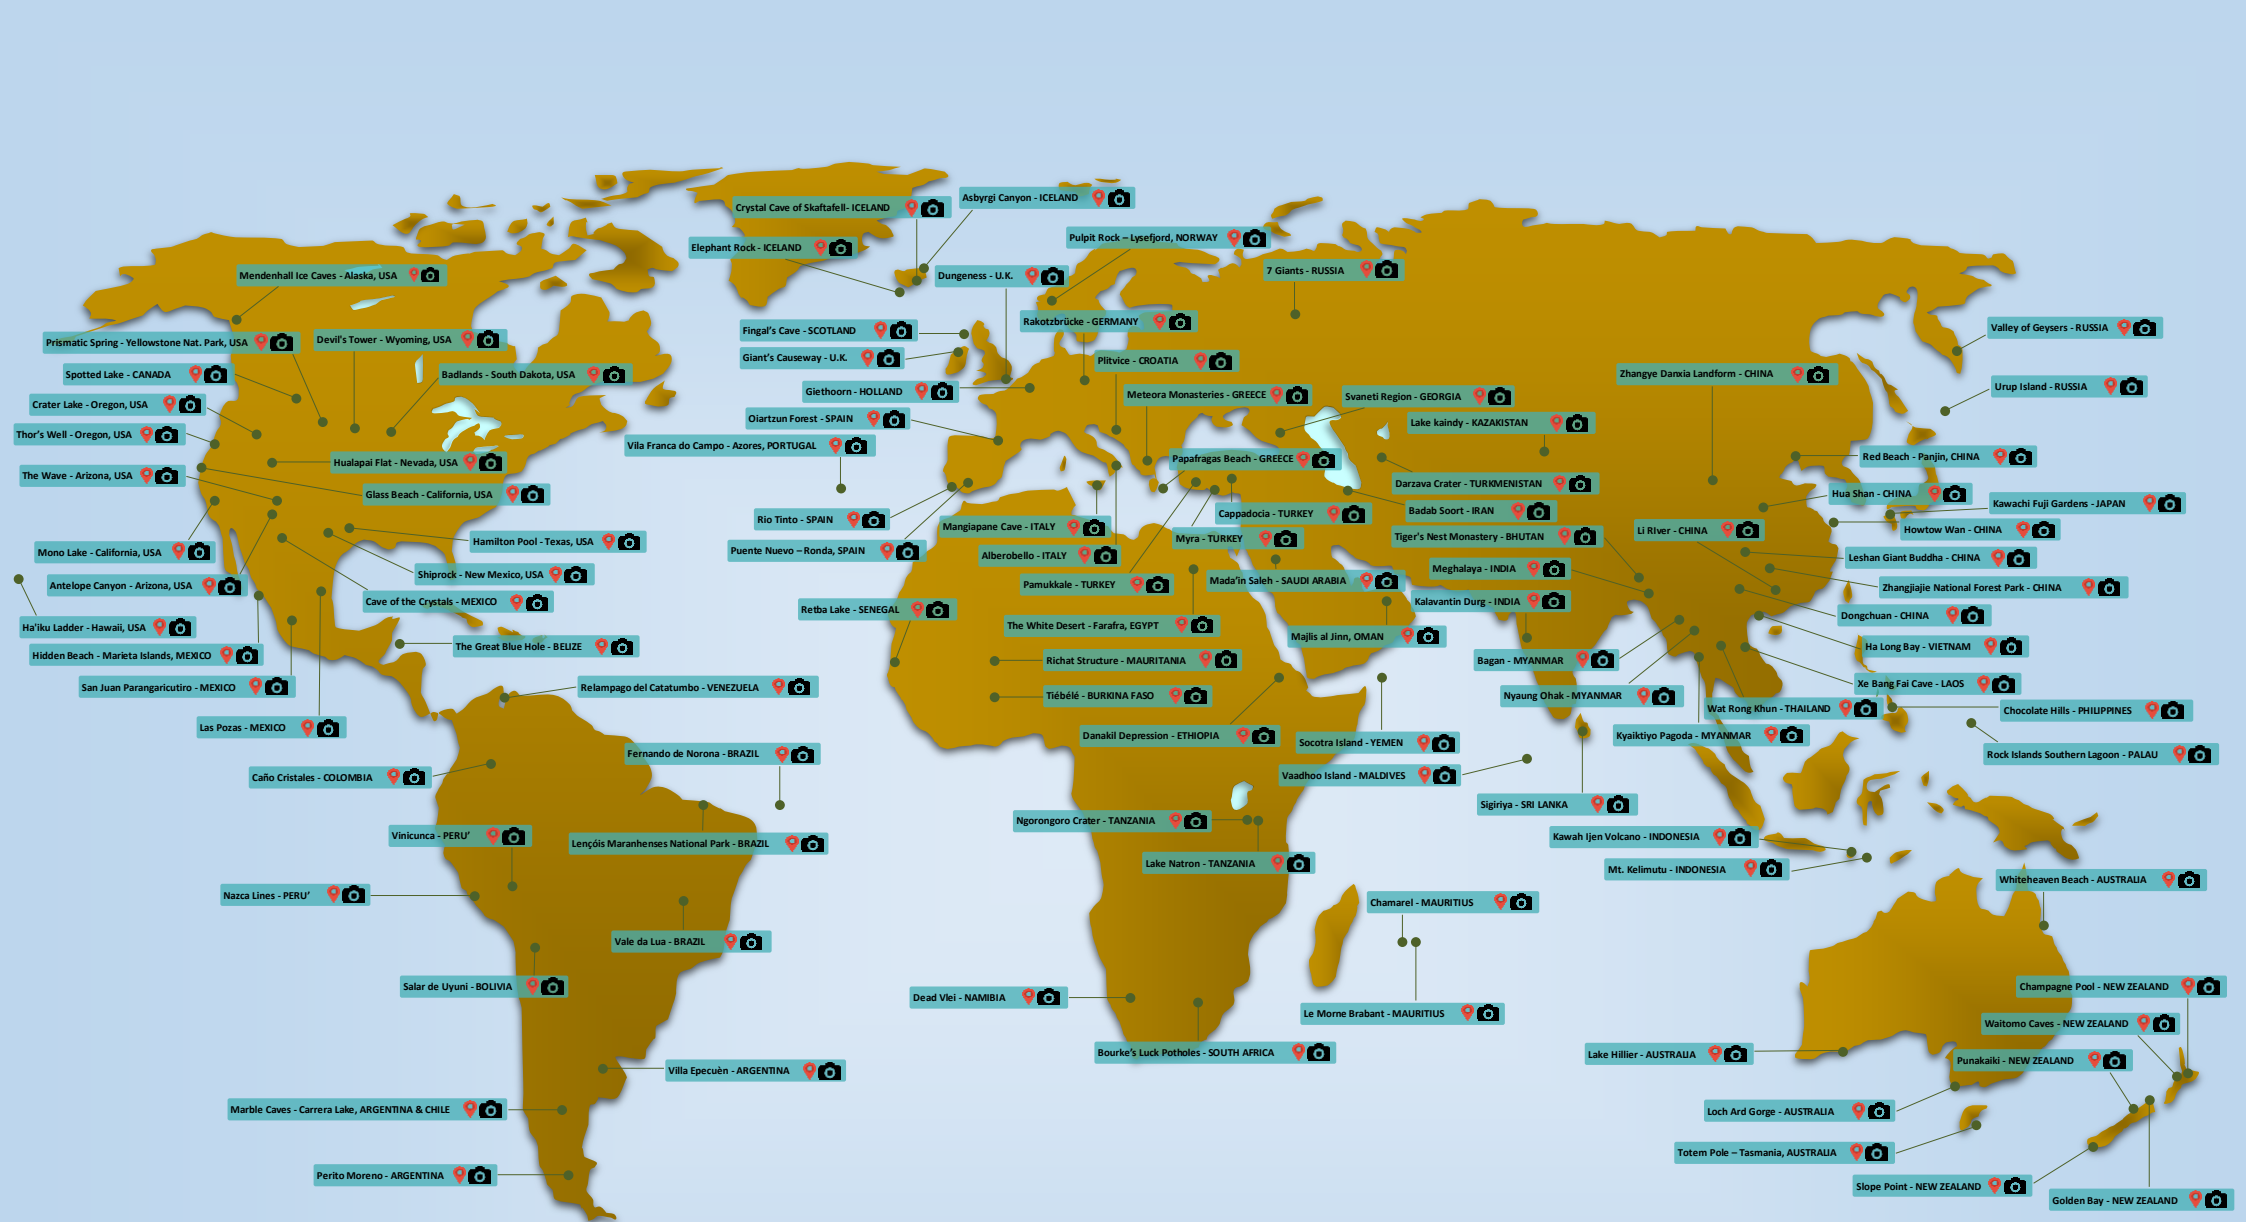 Asbyrgi Canyon - ICELAND
Crystal Cave of Skaftafell- ICELAND
Pulpit Rock – Lysefjord, NORWAY
Elephant Rock - ICELAND
7 Giants - RUSSIA
Mendenhall Ice Caves - Alaska, USA
Dungeness - U.K.
Rakotzbrücke - GERMANY
Valley of Geysers - RUSSIA
Fingal's Cave - SCOTLAND
Prismatic Spring - Yellowstone Nat. Park, USA
Devil's Tower - Wyoming, USA
Giant's Causeway - U.K.
Plitvice - CROATIA
Spotted Lake - CANADA
Badlands - South Dakota, USA
Zhangye Danxia Landform - CHINA
Urup Island - RUSSIA
Giethoorn - HOLLAND
Meteora Monasteries - GREECE
Svaneti Region - GEORGIA
Crater Lake - Oregon, USA
Oiartzun Forest - SPAIN
Lake kaindy - KAZAKISTAN
Thor's Well - Oregon, USA
Vila Franca do Campo - Azores, PORTUGAL
Papafragas Beach - GREECE
Red Beach - Panjin, CHINA
Hualapai Flat - Nevada, USA
The Wave - Arizona, USA
Darzava Crater - TURKMENISTAN
Glass Beach - California, USA
Hua Shan - CHINA
Kawachi Fuji Gardens - JAPAN
Badab Soort - IRAN
Cappadocia - TURKEY
Rio Tinto - SPAIN
Mangiapane Cave - ITALY
Li RIver - CHINA
Howtow Wan - CHINA
Tiger's Nest Monastery - BHUTAN
Myra - TURKEY
Hamilton Pool - Texas, USA
Mono Lake - California, USA
Puente Nuevo – Ronda, SPAIN
Alberobello - ITALY
Leshan Giant Buddha - CHINA
Meghalaya - INDIA
Shiprock - New Mexico, USA
Antelope Canyon - Arizona, USA
Pamukkale - TURKEY
Mada'in Saleh - SAUDI ARABIA
Zhangjiajie National Forest Park - CHINA
Cave of the Crystals - MEXICO
Kalavantin Durg - INDIA
Retba Lake - SENEGAL
Dongchuan - CHINA
Ha'iku Ladder - Hawaii, USA
The White Desert - Farafra, EGYPT
Majlis al Jinn, OMAN
The Great Blue Hole - BELIZE
Ha Long Bay - VIETNAM
Hidden Beach - Marieta Islands, MEXICO
Richat Structure - MAURITANIA
Bagan - MYANMAR
San Juan Parangaricutiro - MEXICO
Relampago del Catatumbo - VENEZUELA
Xe Bang Fai Cave - LAOS
Tiébélé - BURKINA FASO
Nyaung Ohak - MYANMAR
Wat Rong Khun - THAILAND
Chocolate Hills - PHILIPPINES
Las Pozas - MEXICO
Danakil Depression - ETHIOPIA
Kyaiktiyo Pagoda - MYANMAR
Socotra Island - YEMEN
Fernando de Norona - BRAZIL
Rock Islands Southern Lagoon - PALAU
Caño Cristales - COLOMBIA
Vaadhoo Island - MALDIVES
Sigiriya - SRI LANKA
Ngorongoro Crater - TANZANIA
Vinicunca - PERU'
Kawah Ijen Volcano - INDONESIA
Lençóis Maranhenses National Park - BRAZIL
Lake Natron - TANZANIA
Mt. Kelimutu - INDONESIA
Whiteheaven Beach - AUSTRALIA
Nazca Lines - PERU'
Chamarel - MAURITIUS
Vale da Lua - BRAZIL
Salar de Uyuni - BOLIVIA
Champagne Pool - NEW ZEALAND
Dead Vlei - NAMIBIA
Le Morne Brabant - MAURITIUS
Waitomo Caves - NEW ZEALAND
Bourke's Luck Potholes - SOUTH AFRICA
Lake Hillier - AUSTRALIA
Punakaiki - NEW ZEALAND
Villa Epecuèn - ARGENTINA
Marble Caves - Carrera Lake, ARGENTINA & CHILE
Loch Ard Gorge - AUSTRALIA
Totem Pole – Tasmania, AUSTRALIA
Perito Moreno - ARGENTINA
Slope Point - NEW ZEALAND
Golden Bay - NEW ZEALAND